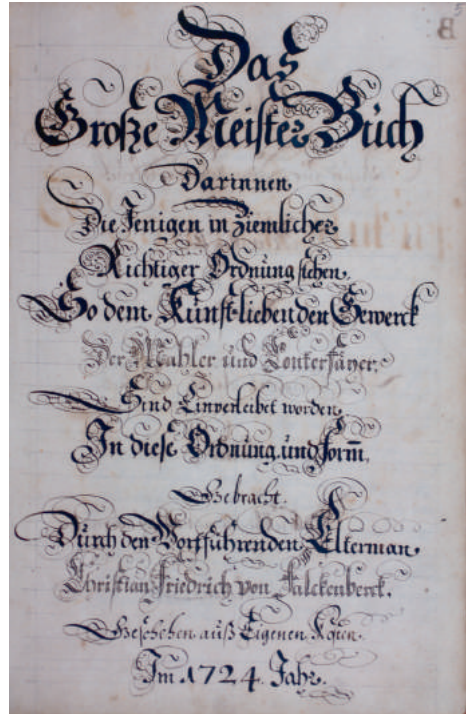 Das
Große Meister Buch
Darinnen
Die Jenigen in Ziemlicher
Richtiger Ordnung stehen.
So dem Kunst-liebenden Gewerck
Der Mahler und Conterfäyer.
Sind Einverleibet worden
In diese Ordnung und form̄,
Gebracht.
Durch den Wortführenden Elterman.
Christian Friedrich von Falckenberck.
Geschehen auß Eigenen
Im 1724. Jahr.